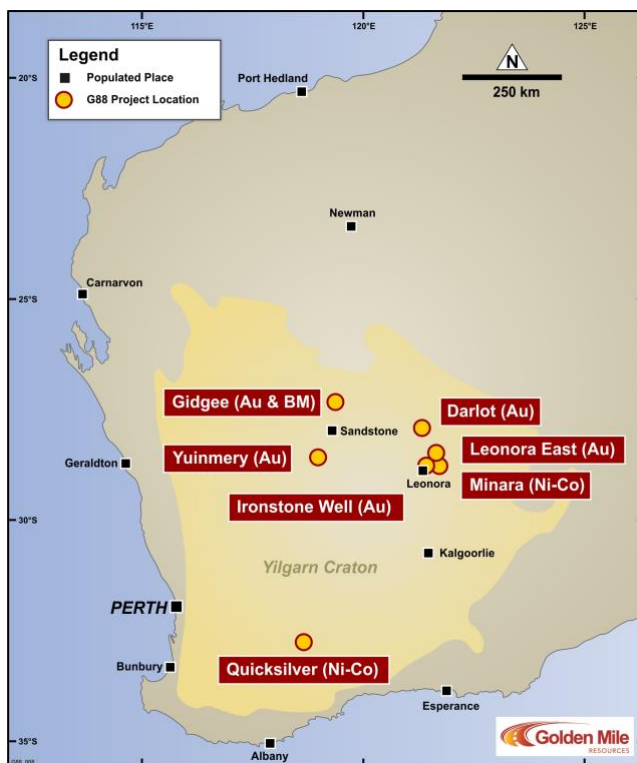 115°E
120°E
125°E
Legend
Populated Place
G88 Project Location
N
250 km
20°S
Port Hedland
Newman
Carnarvon
25°S
Gidgee (Au & BM)
Darlot (Au)
Sandstone
Leonora East (Au)
Yuinmery (Au)
Geraldton
Leonora
Minara (Ni-Co)
Ironstone Well (Au)
30°S
Kalgoorlie
Yilgarn Craton
PERTH
Bunbury
Quicksilver (Ni-Co)
Esperance
35°S
Albany
Golden Mile
RESOURCES